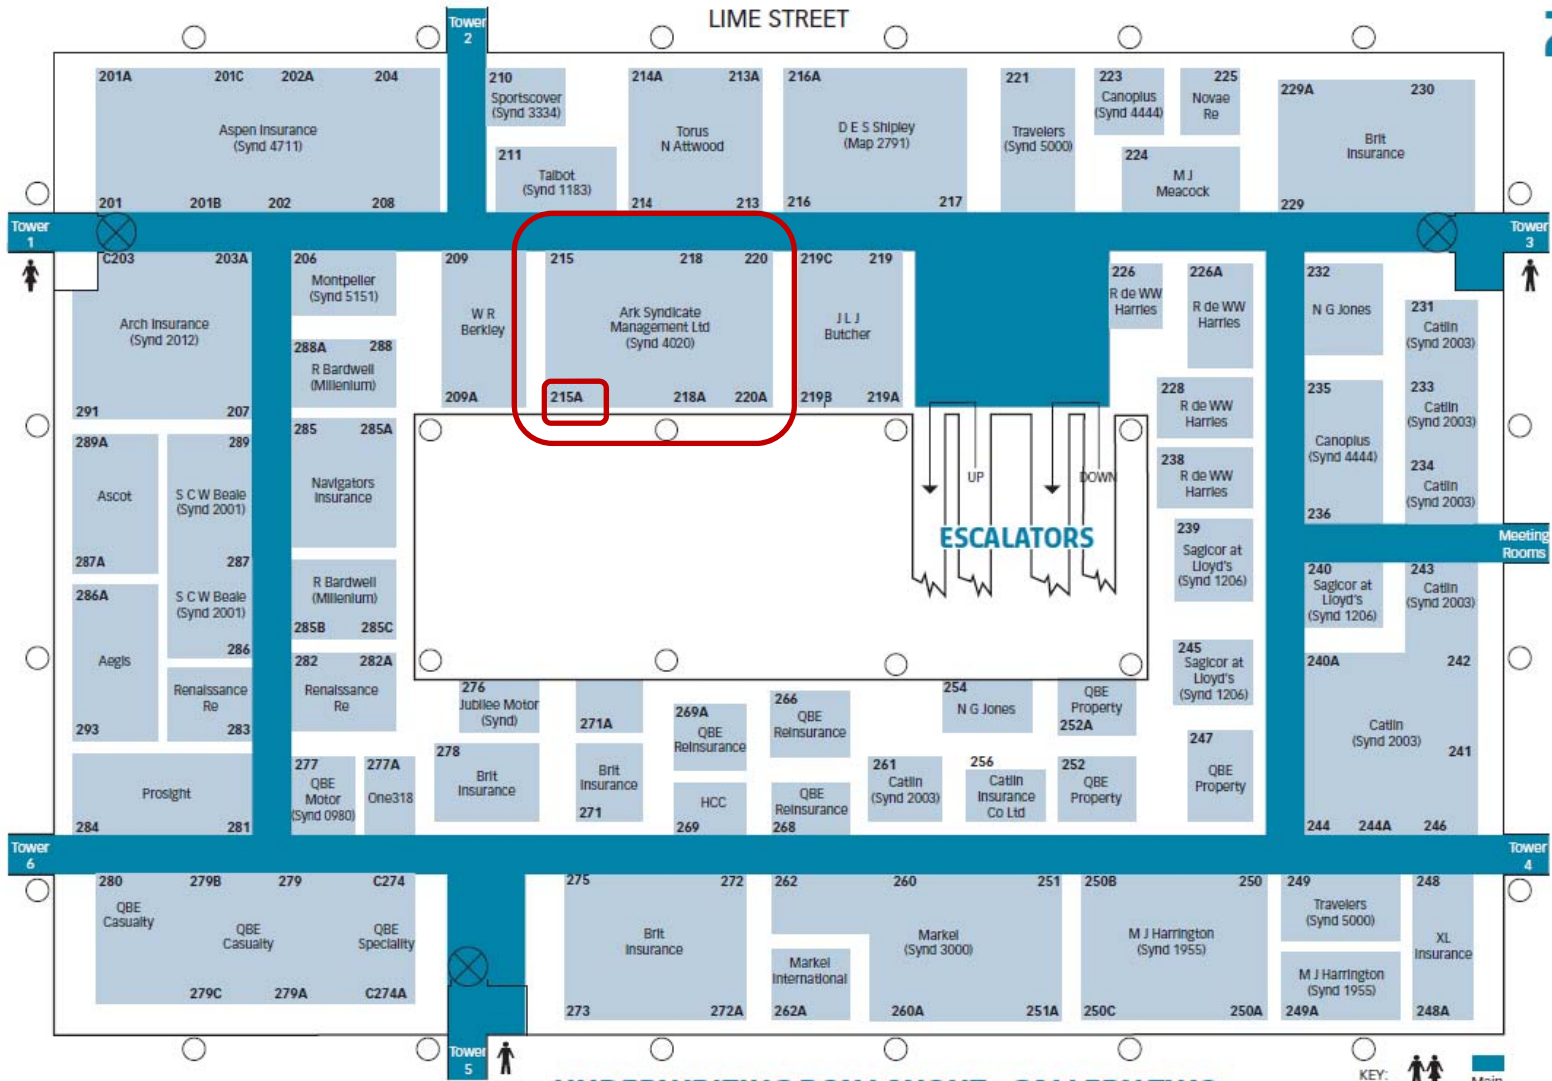 LIME STREET
Tower
2
201A 201C 202A 204
Aspen Insurance
(Synd 4711)
201 201B 202 208
210
Sportscover
(Synd 3334)
211
Talbot
(Synd 1183)
214A 213A
Torus
N Attwood
214 213
216A
D E S Shipley
(Map 2791)
216 217
221
Travelers
(Synd 5000)
223
Canopius
(Synd 4444)
225
Novae
Re
224
M J
Meacock
229A 230
Brit
Insurance
229
Tower
1
Tower
3
C203 203A
Arch Insurance
(Synd 2012)
291 207
206
Montpelier
(Synd 5151)
288A 288
R Bardwell
(Millenium)
209
W R
Berkley
209A
215 218 220
Ark Syndicate
Management Ltd
(Synd 4020)
215A 218A 220A
219C 219
J L J
Butcher
219B 219A
226
R de WW
Harries
226A
R de WW
Harries
228
R de WW
Harries
238
R de WW
Harries
232
N G Jones
231
Catlin
(Synd 2003)
233
Catlin
(Synd 2003)
234
Catlin
(Synd 2003)
235
Canopius
(Synd 4444)
236
289A
Ascot
287A
289
S C W Beale
(Synd 2001)
287
S C W Beale
(Synd 2001)
286
285 285A
Navigators
Insurance
R Bardwell
(Millenium)
285B 285C
UP
DOWN
ESCALATORS
239
Sagicor at
Lloyd's
(Synd 1206)
Meeting
Rooms
240
Sagicor at
Lloyd's
(Synd 1206)
243
Catlin
(Synd 2003)
286A
Aegis
293
Renaissance
Re
283
282 282A
Renaissance
Re
245
Sagicor at
Lloyd's
(Synd 1206)
240A 242
Catlin
(Synd 2003)
241
244 244A 246
276
Jubilee Motor
(Synd)
271A
269A
QBE
Reinsurance
266
QBE
Reinsurance
254
N G Jones
QBE
Property
252A
247
QBE
Property
Prosight
284 281
277
QBE
Motor
(Synd 0980)
277A
One318
278
Brit
Insurance
Brit
Insurance
271
HCC
269
QBE
Reinsurance
268
261
Catlin
(Synd 2003)
256
Catlin
Insurance
Co Ltd
252
QBE
Property
Tower
6
Tower
4
280 279B 279 C274
QBE
Casualty
QBE
Casualty
QBE
Speciality
279C 279A C274A
275 272
Brit
Insurance
273 272A
262 260 251
Markel
(Synd 3000)
Markel
International
262A 260A 251A
250B 250
M J Harrington
(Synd 1955)
250C 250A
249
Travelers
(Synd 5000)
M J Harrington
(Synd 1955)
249A
248
XL
Insurance
248A
Tower
5
KEY: